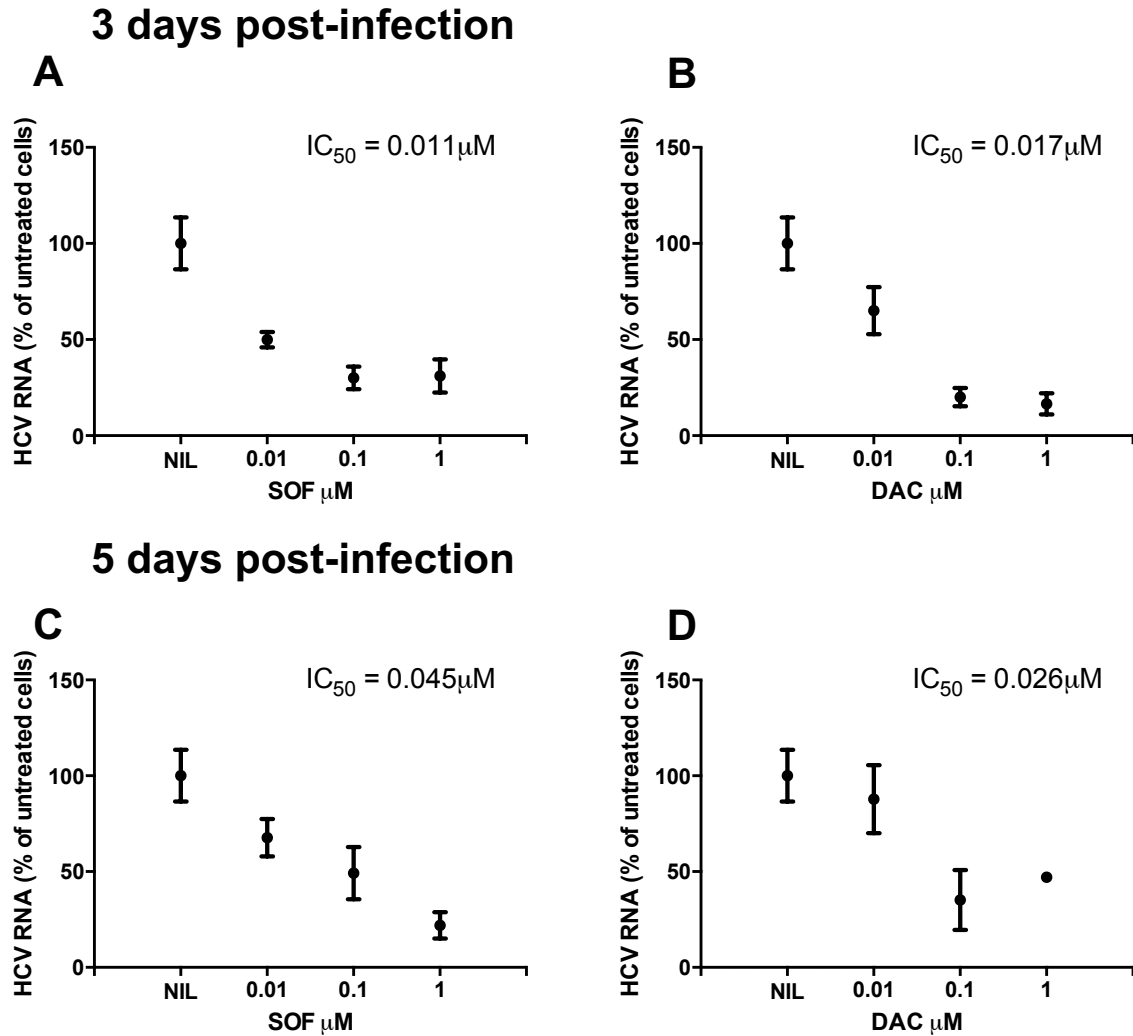 3 days post-infection
A
B
HCV RNA (% of untreated cells)
150
100
50
0
IC50 = 0.011μM
NIL 0.01 0.1 1
SOF μM
HCV RNA (% of untreated cells)
150
100
50
0
IC50 = 0.017μM
NIL 0.01 0.1 1
DAC μM
5 days post-infection
C
D
HCV RNA (% of untreated cells)
150
100
50
0
IC50 = 0.045μM
NIL 0.01 0.1 1
SOF μM
HCV RNA (% of untreated cells)
150
100
50
0
IC50 = 0.026μM
NIL 0.01 0.1 1
DAC μM